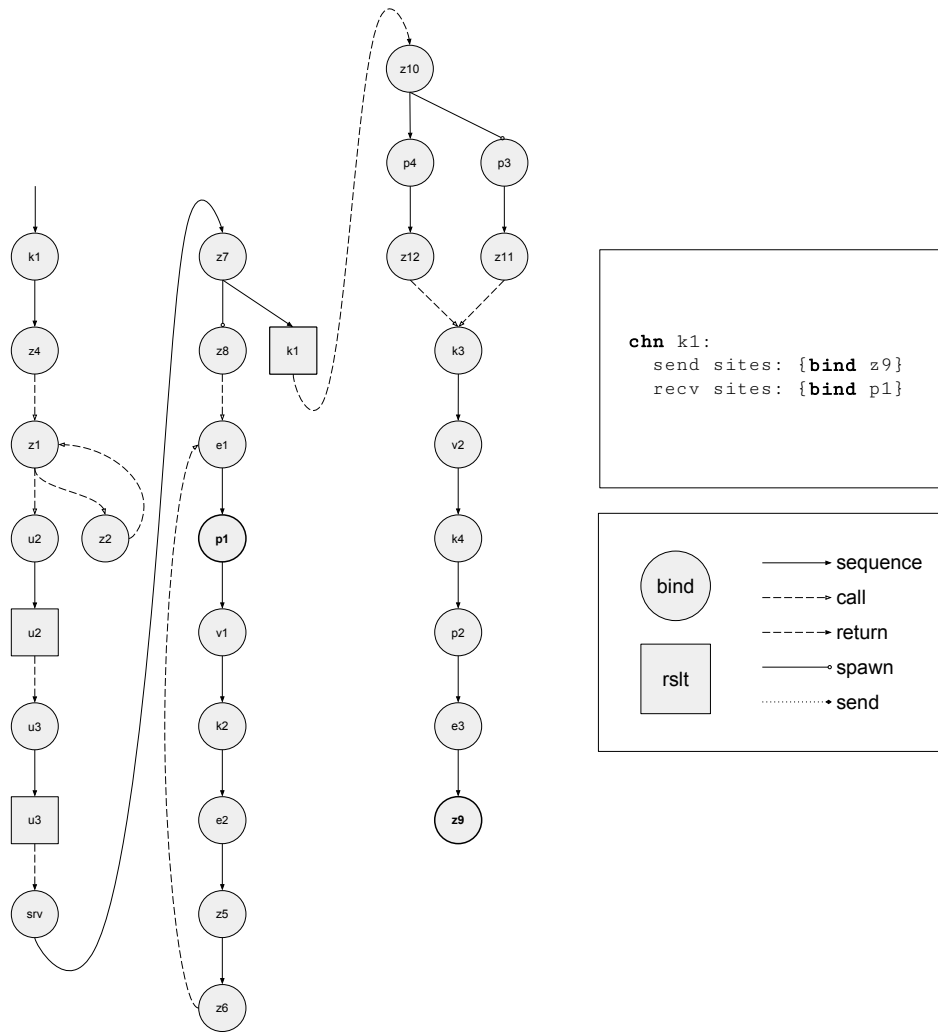 z10
p4
p3
k1
z7
z12
z11
z4
z8
k1
k3
z1
e1
v2
u2
z2
p1
k4
u2
v1
p2
u3
k2
e3
u3
e2
z9
srv
z5
z6
chn k1:
send sites: {bind z9}
recv sites: {bind p1}
bind
rslt
sequence
call
return
spawn
send